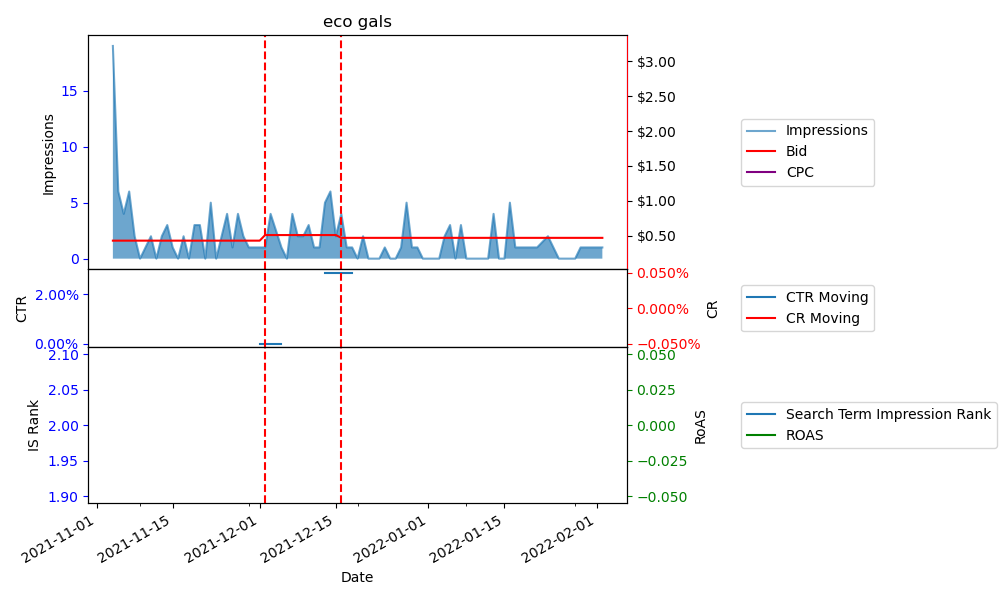 eco gals
Impressions
15
10
5
0
$3.00
$2.50
$2.00
$1.50
$1.00
$0.50
Impressions
Bid
CPC
CTR
2.00%
0.00%
0.050%
0.000%
−0.050%
CR
CTR Moving
CR Moving
IS Rank
2.10
2.05
2.00
1.95
1.90
0.050
0.025
0.000
−0.025
−0.050
RoAS
Search Term Impression Rank
ROAS
2021-11-01
2021-11-15
2021-12-01
2021-12-15
2022-01-01
2022-01-15
2022-02-01
Date